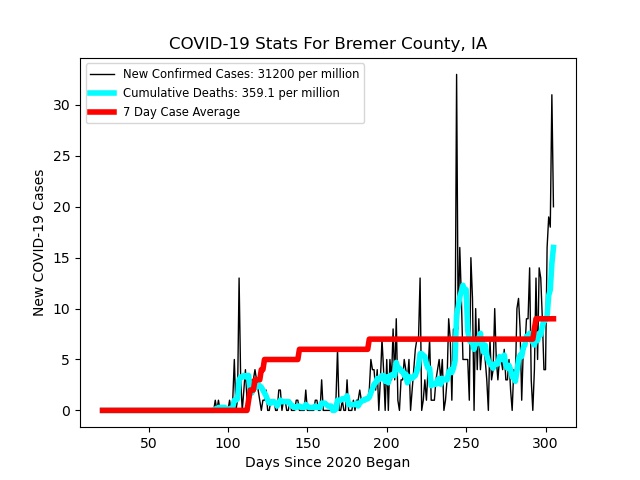 COVID-19 Stats For Bremer County, IA
New Confirmed Cases: 31200 per million
Cumulative Deaths: 359.1 per million
7 Day Case Average
New COVID-19 Cases
30
25
20
15
10
5
0
50 100 150 200 250 300
Days Since 2020 Began